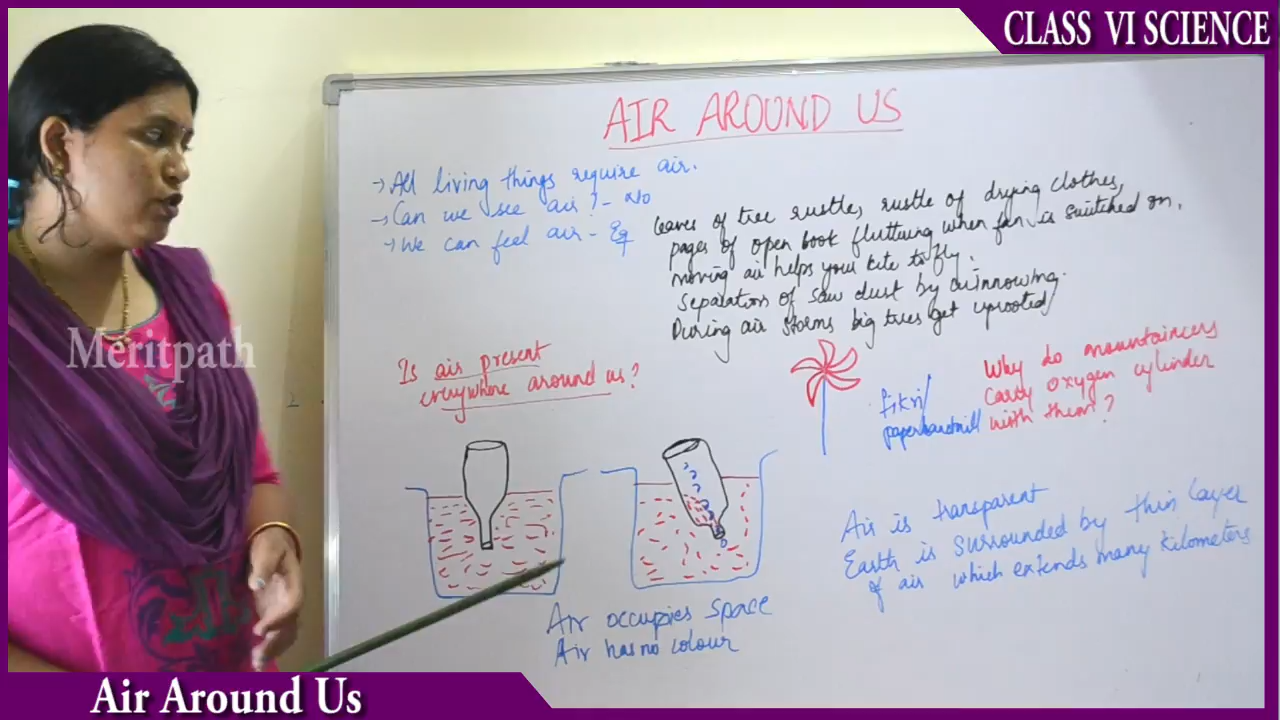 CLASS VI SCIENCE
AIR AROUND US
→ All living things require air.
→ Can we see air? - No
→ We can feel air - Eg
leaves of tree rustle, rustle of drying clothes,
pages of open book fluttuing when fan is switched on.
moving air helps your kite to fly.
Separation of saw dust by winnowing.
During air storms big trees get uprooted
Is air present
everywhere around us?
Why do mountaineers
carry oxygen cylinder
with them?
firki/
Air is transparent
Earth is surrounded by thin layer
of air which extends many kilometers
Air occupies space
Air has no colour
Meritpath
Air Around Us